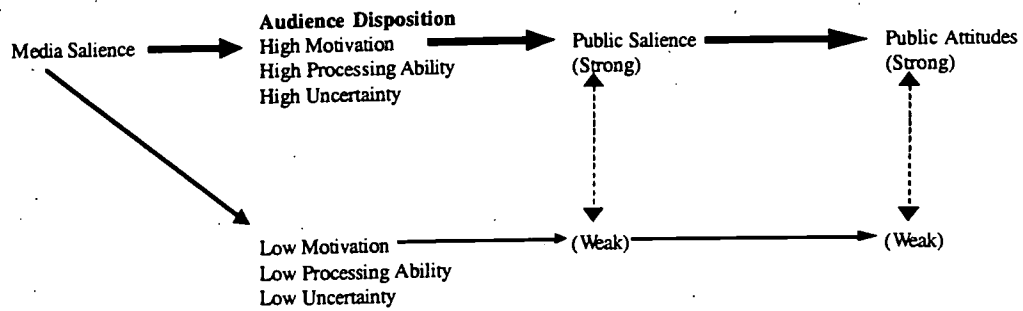 Audience Disposition
Media Salience
High Motivation
High Processing Ability
High Uncertainty
Public Salience
(Strong)
Public Attitudes
(Strong)
Low Motivation
Low Processing Ability
Low Uncertainty
(Weak)
(Weak)